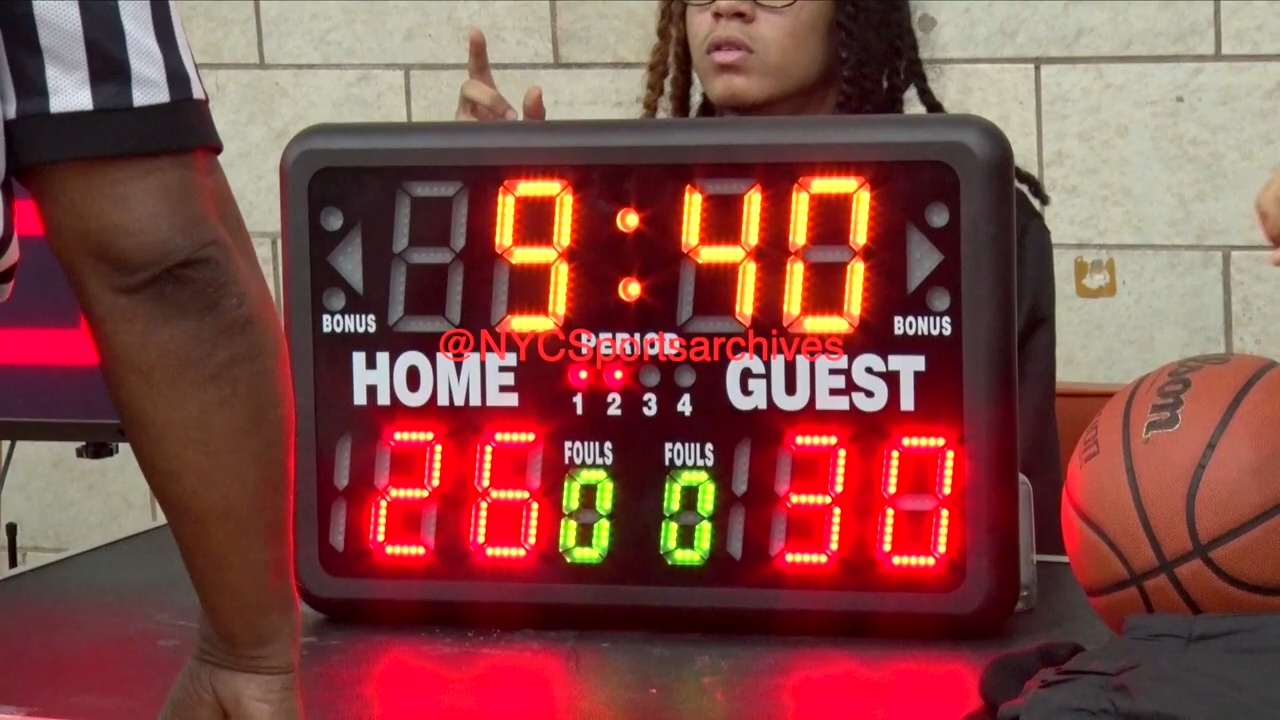 9:40
BONUS
BONUS
@NYCSportsarchives
PERIOD
HOME
GUEST
1 2 3 4
FOULS
FOULS
26
0
0
30
Wilson